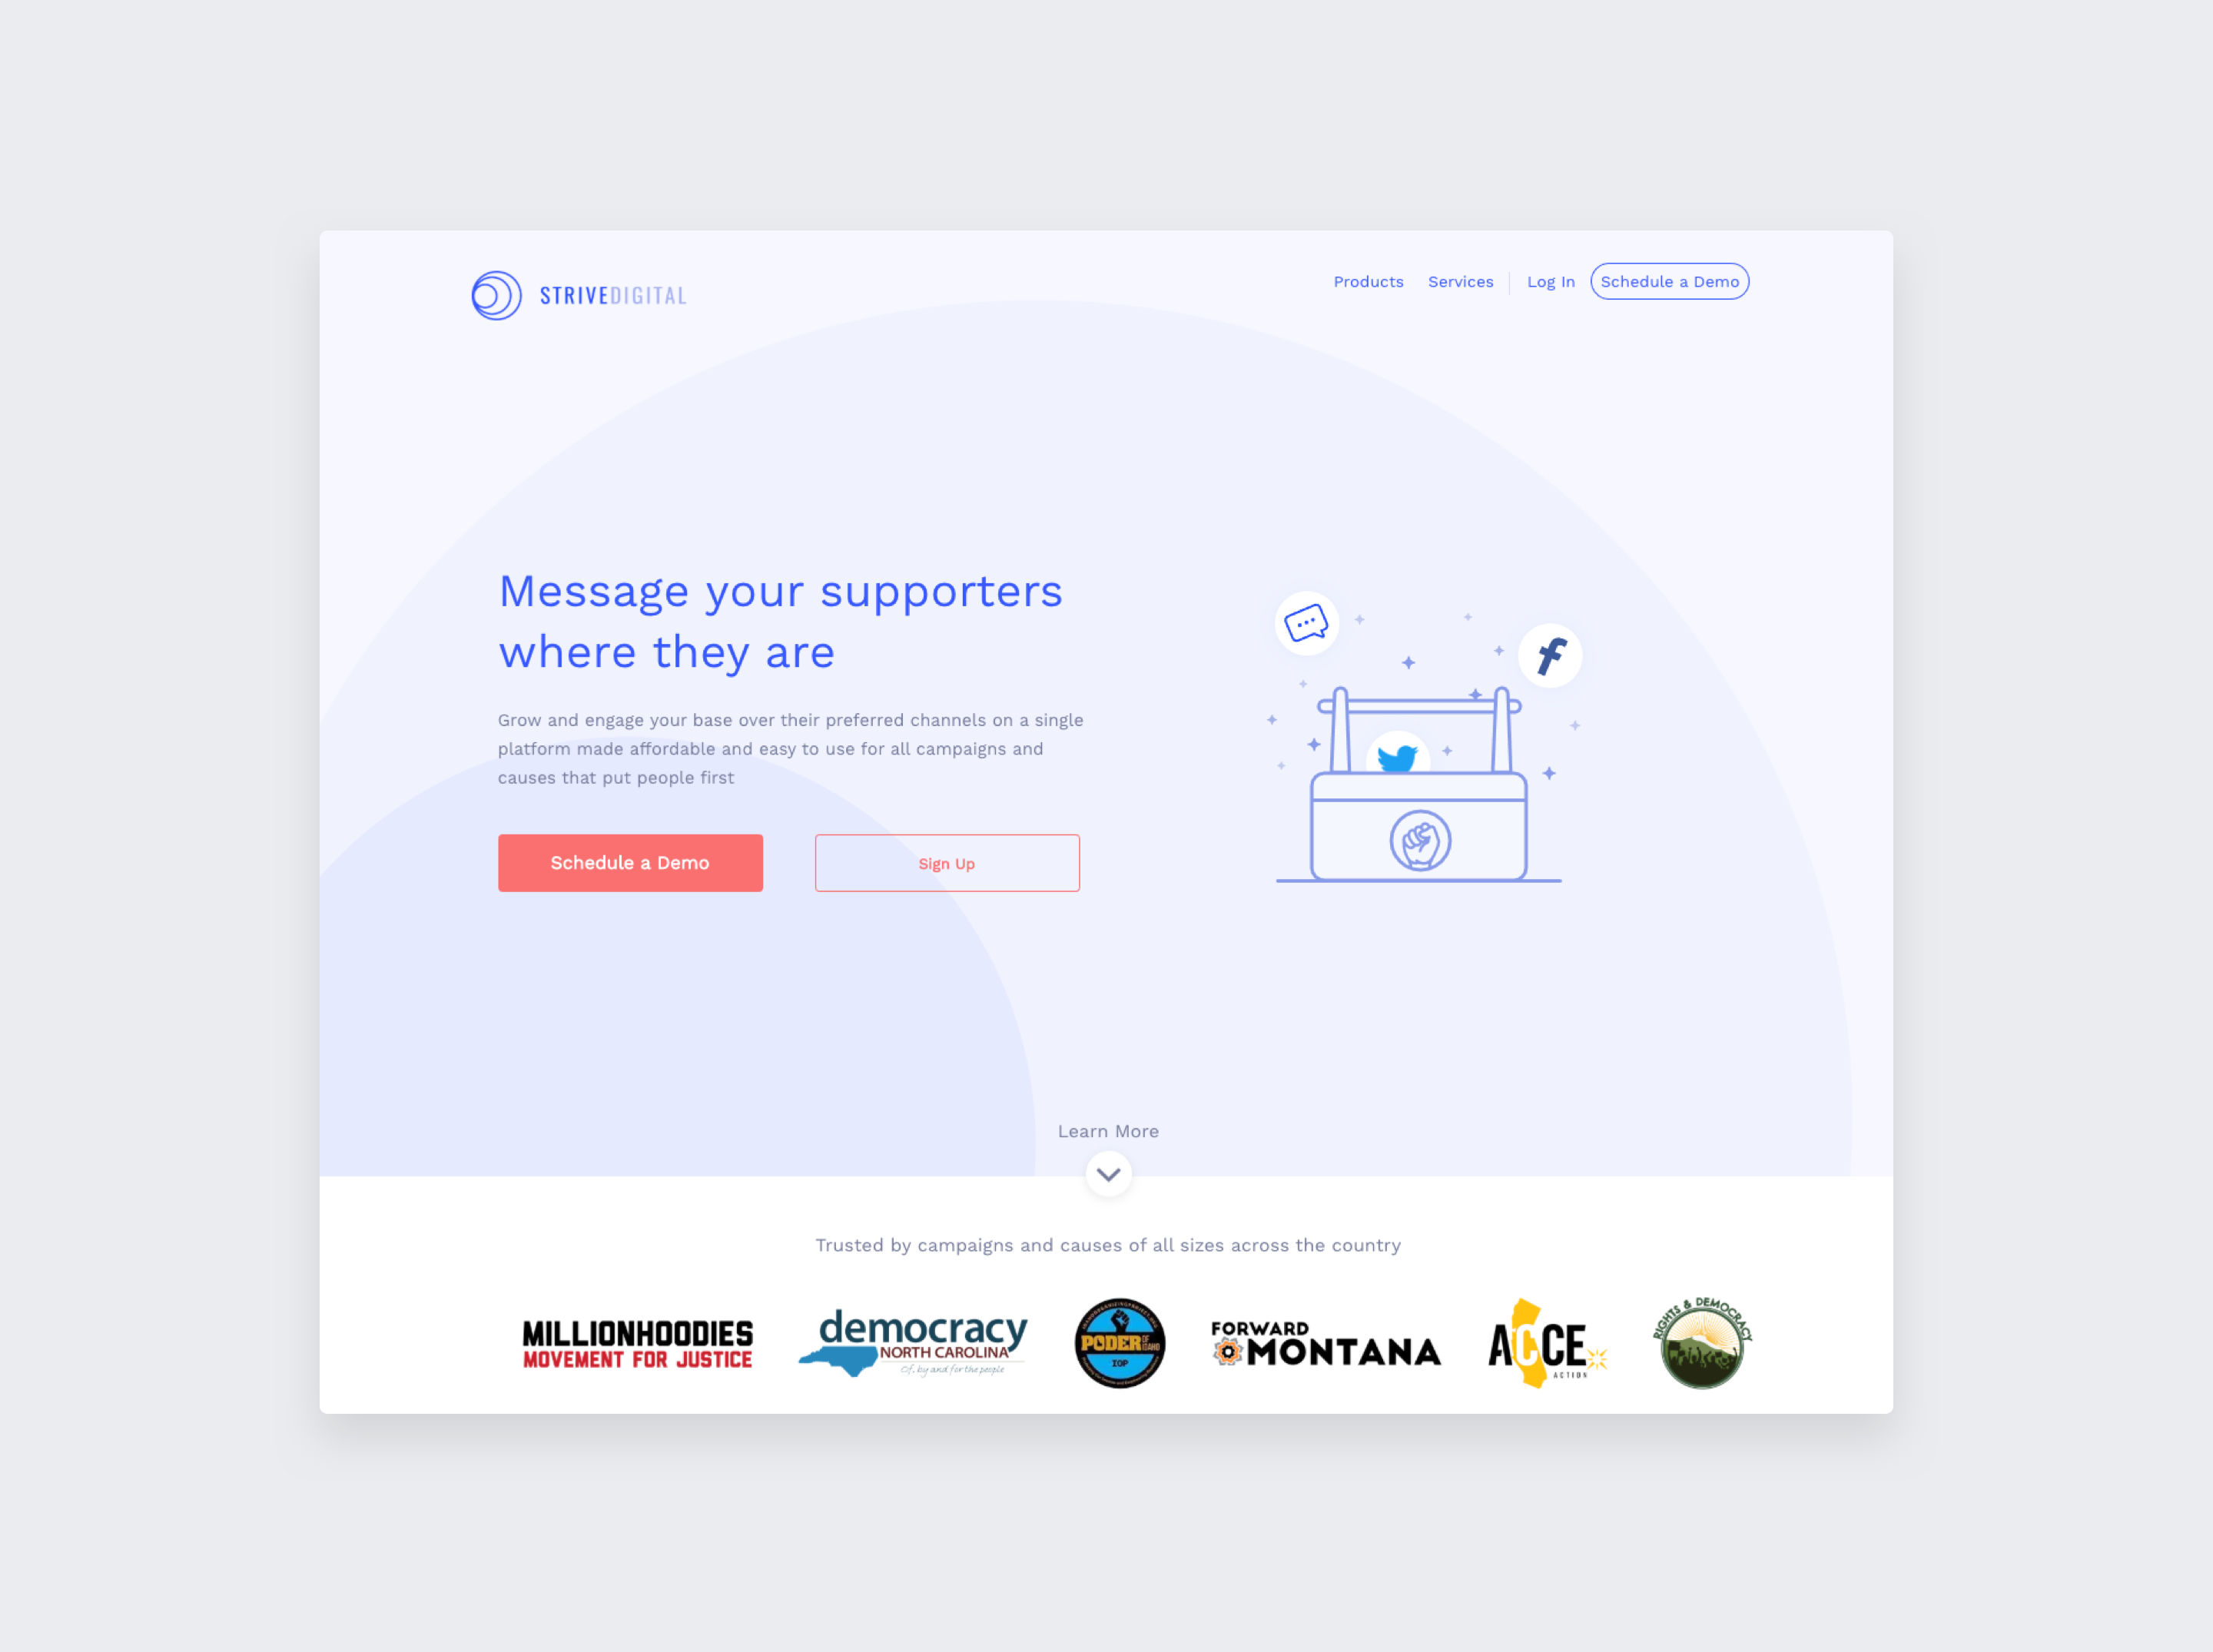 STRIVEDIGITAL
Products Services Log In Schedule a Demo
Message your supporters
where they are
Grow and engage your base over their preferred channels on a single
platform made affordable and easy to use for all campaigns and
causes that put people first
Schedule a Demo
Sign Up
Learn More
Trusted by campaigns and causes of all sizes across the country
MILLIONHOODIES
MOVEMENT FOR JUSTICE
democracy
NORTH CAROLINA
Of, by and for the people
PODER OF IDAHO
IOP
FORWARD
MONTANA
ACCE
ACTION
RIGHTS & DEMOCRACY